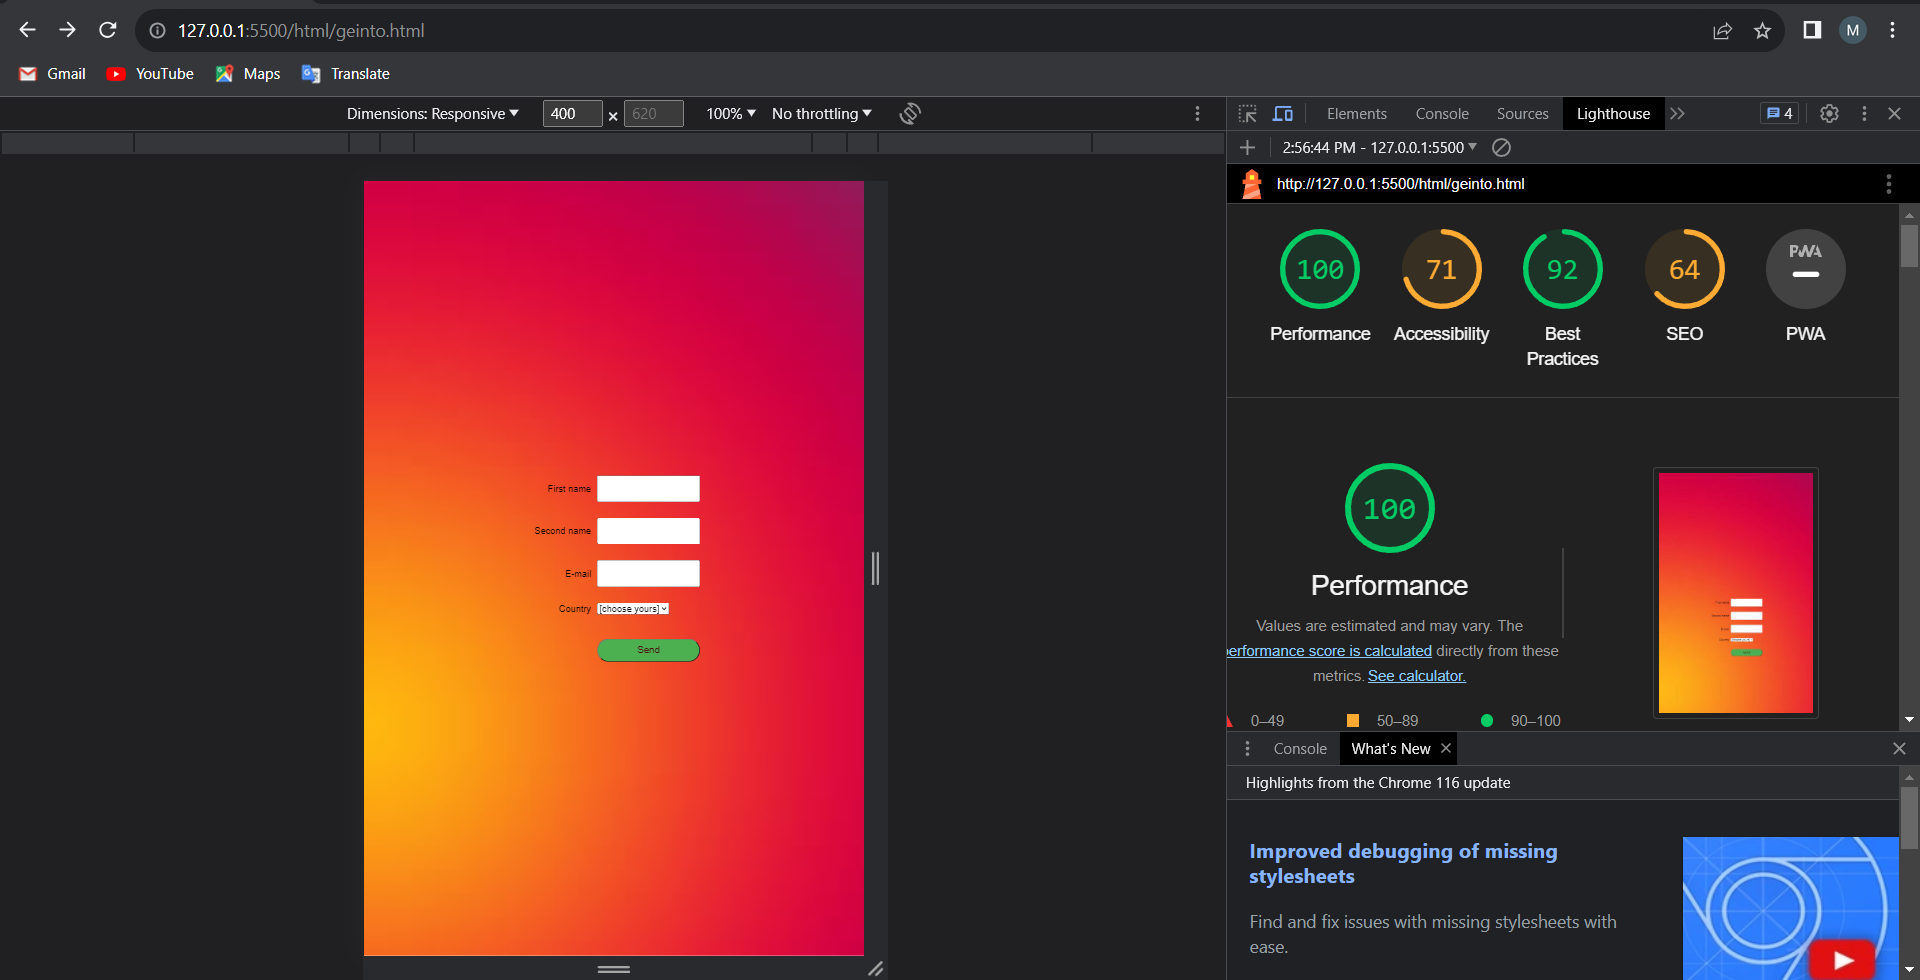 127.0.0.1:5500/html/geinto.html
M
Gmail YouTube Maps Translate
Dimensions: Responsive 400 × 620 100% No throttling
Elements Console Sources Lighthouse 4
2:56:44 PM - 127.0.0.1:5500
http://127.0.0.1:5500/html/geinto.html
100 71 92 64 PWA
Performance Accessibility Best Practices SEO PWA
100
Performance
Values are estimated and may vary. The
erformance score is calculated directly from these
metrics. See calculator.
0–49 50–89 90–100
First name
Second name
E-mail
Country [choose yours]
Send
Console What's New
Highlights from the Chrome 116 update
Improved debugging of missing
stylesheets
Find and fix issues with missing stylesheets with
ease.